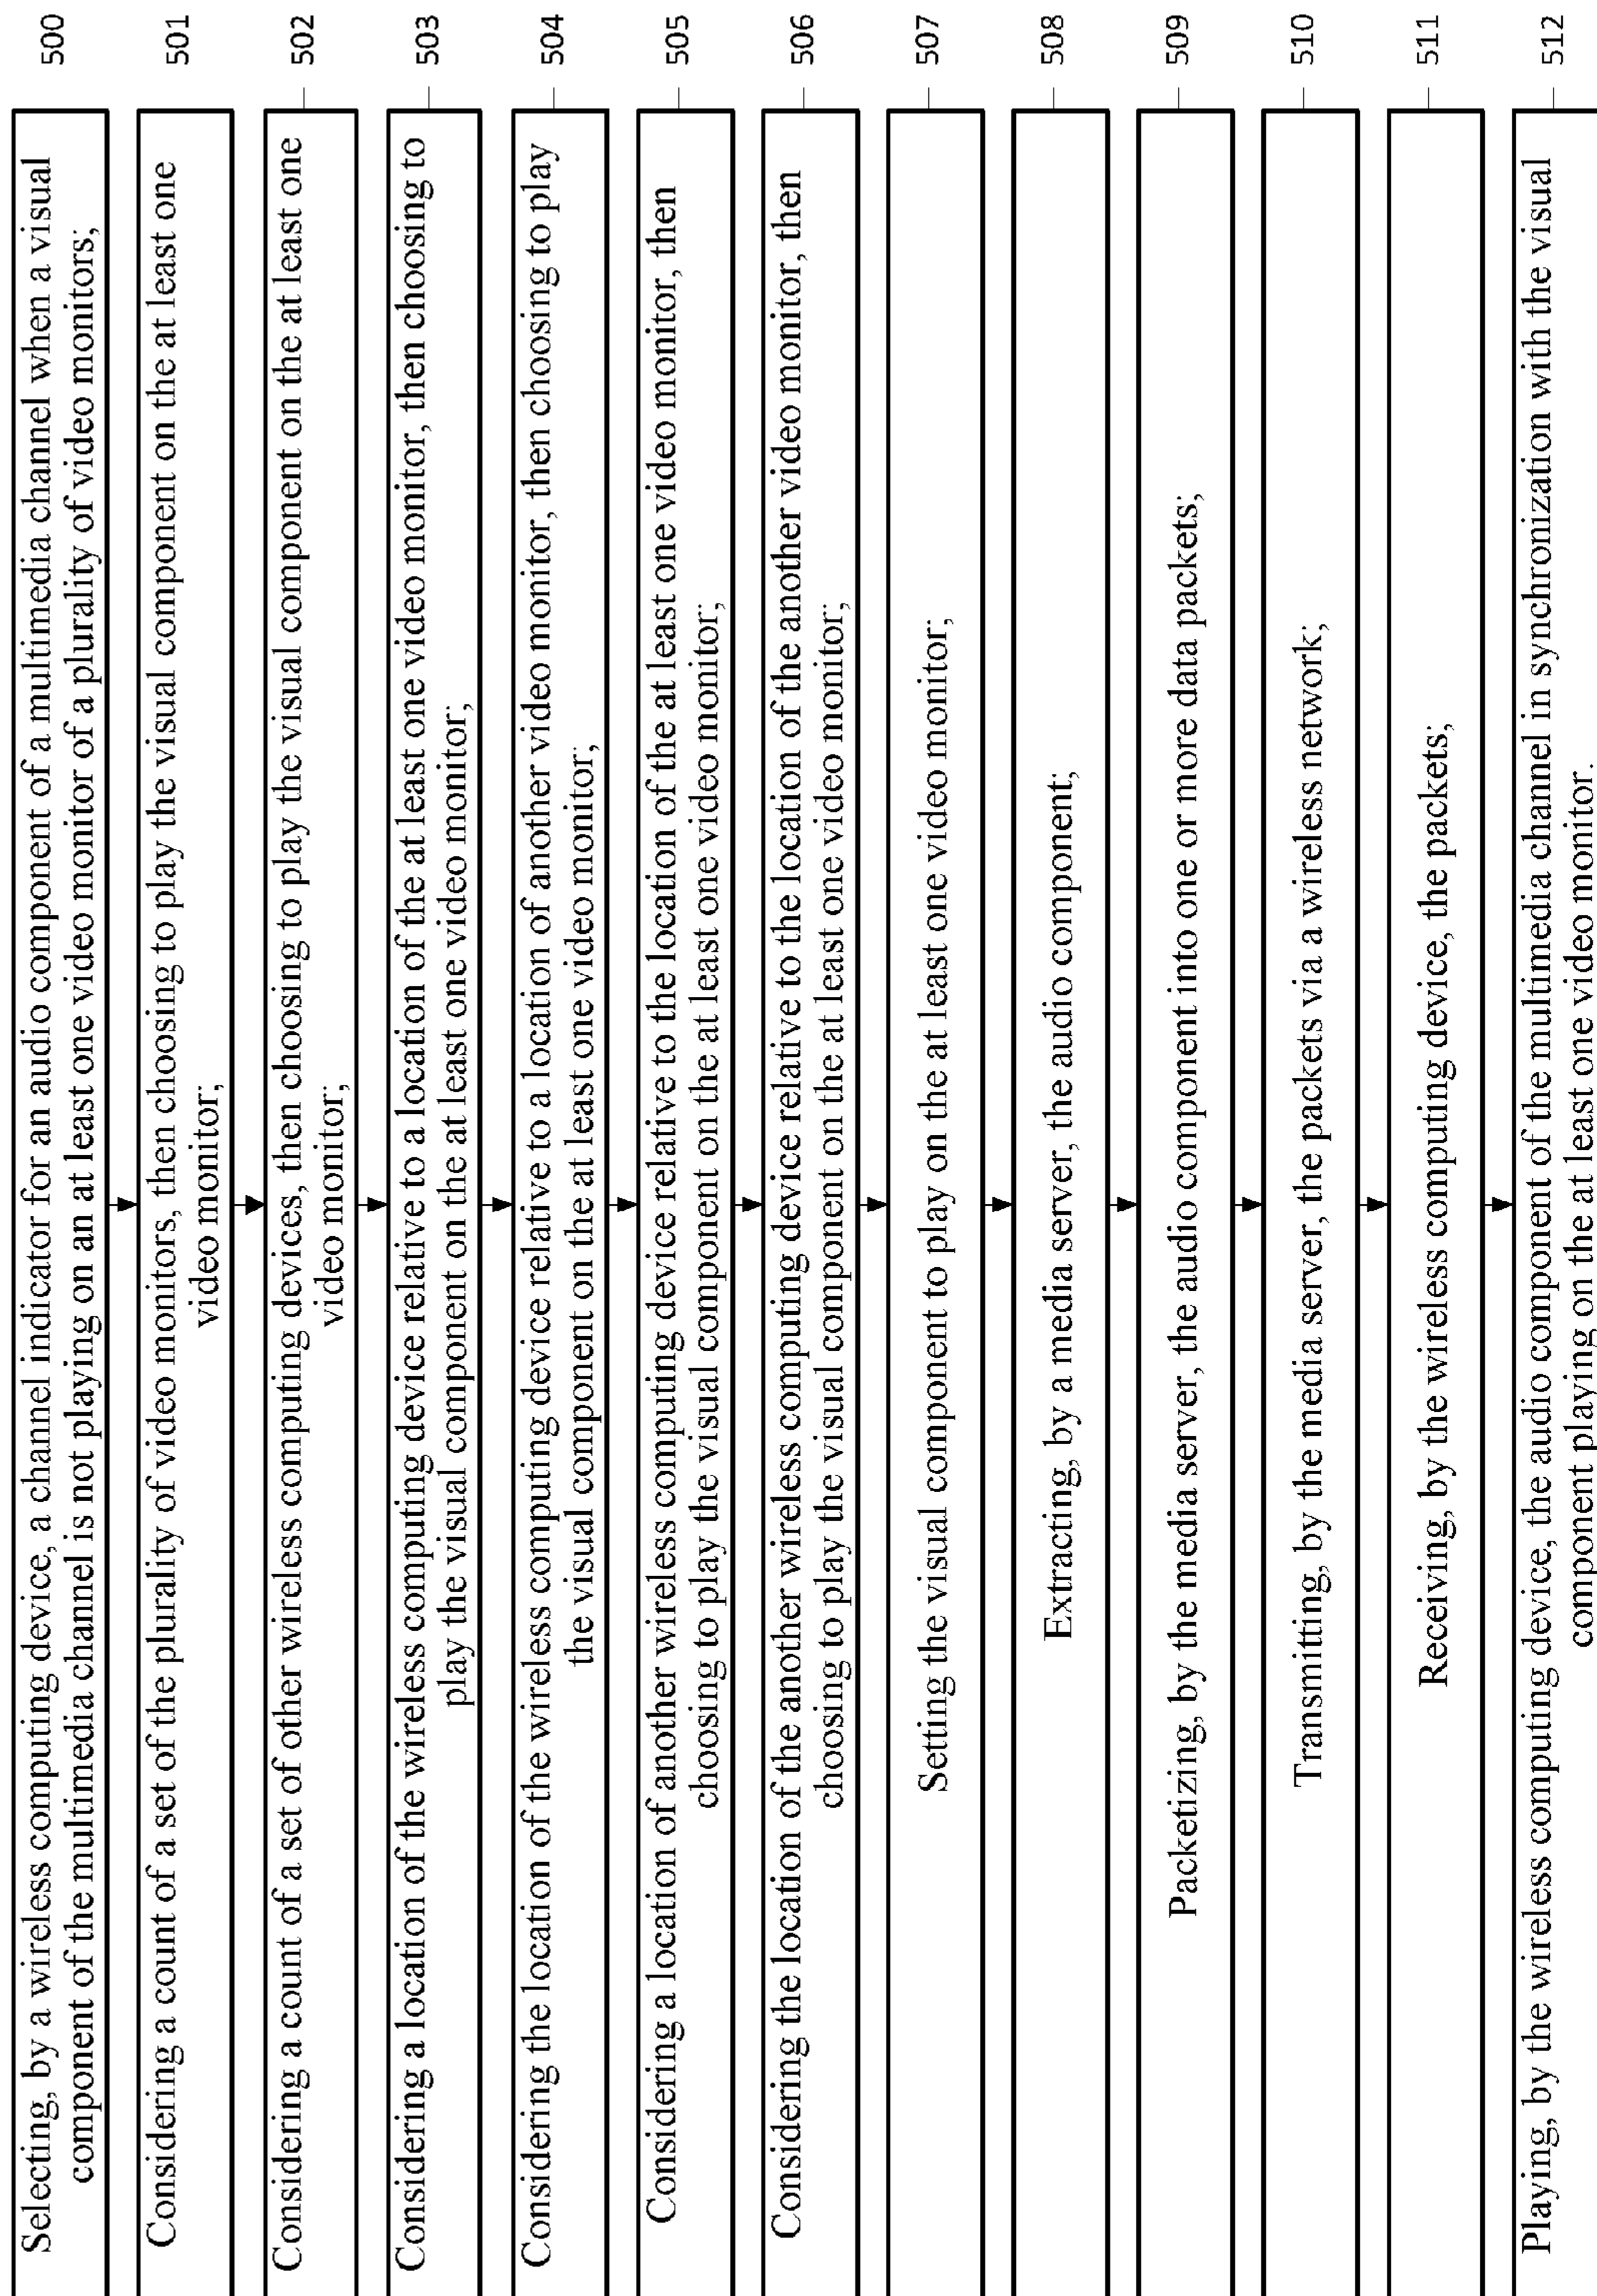 Selecting, by a wireless computing device, a channel indicator for an audio component of a multimedia channel when a visual
component of the multimedia channel is not playing on an at least one video monitor of a plurality of video monitors;
500
Considering a count of a set of the plurality of video monitors, then choosing to play the visual component on the at least one
video monitor;
501
Considering a count of a set of other wireless computing devices, then choosing to play the visual component on the at least one
video monitor;
502
Considering a location of the wireless computing device relative to a location of the at least one video monitor, then choosing to
play the visual component on the at least one video monitor;
503
Considering the location of the wireless computing device relative to a location of another video monitor, then choosing to play
the visual component on the at least one video monitor;
504
Considering a location of another wireless computing device relative to the location of the at least one video monitor, then
choosing to play the visual component on the at least one video monitor;
505
Considering the location of the another wireless computing device relative to the location of the another video monitor, then
choosing to play the visual component on the at least one video monitor;
506
Setting the visual component to play on the at least one video monitor;
507
Extracting, by a media server, the audio component;
508
Packetizing, by the media server, the audio component into one or more data packets;
509
Transmitting, by the media server, the packets via a wireless network;
510
Receiving, by the wireless computing device, the packets;
511
Playing, by the wireless computing device, the audio component of the multimedia channel in synchronization with the visual
component playing on the at least one video monitor.
512